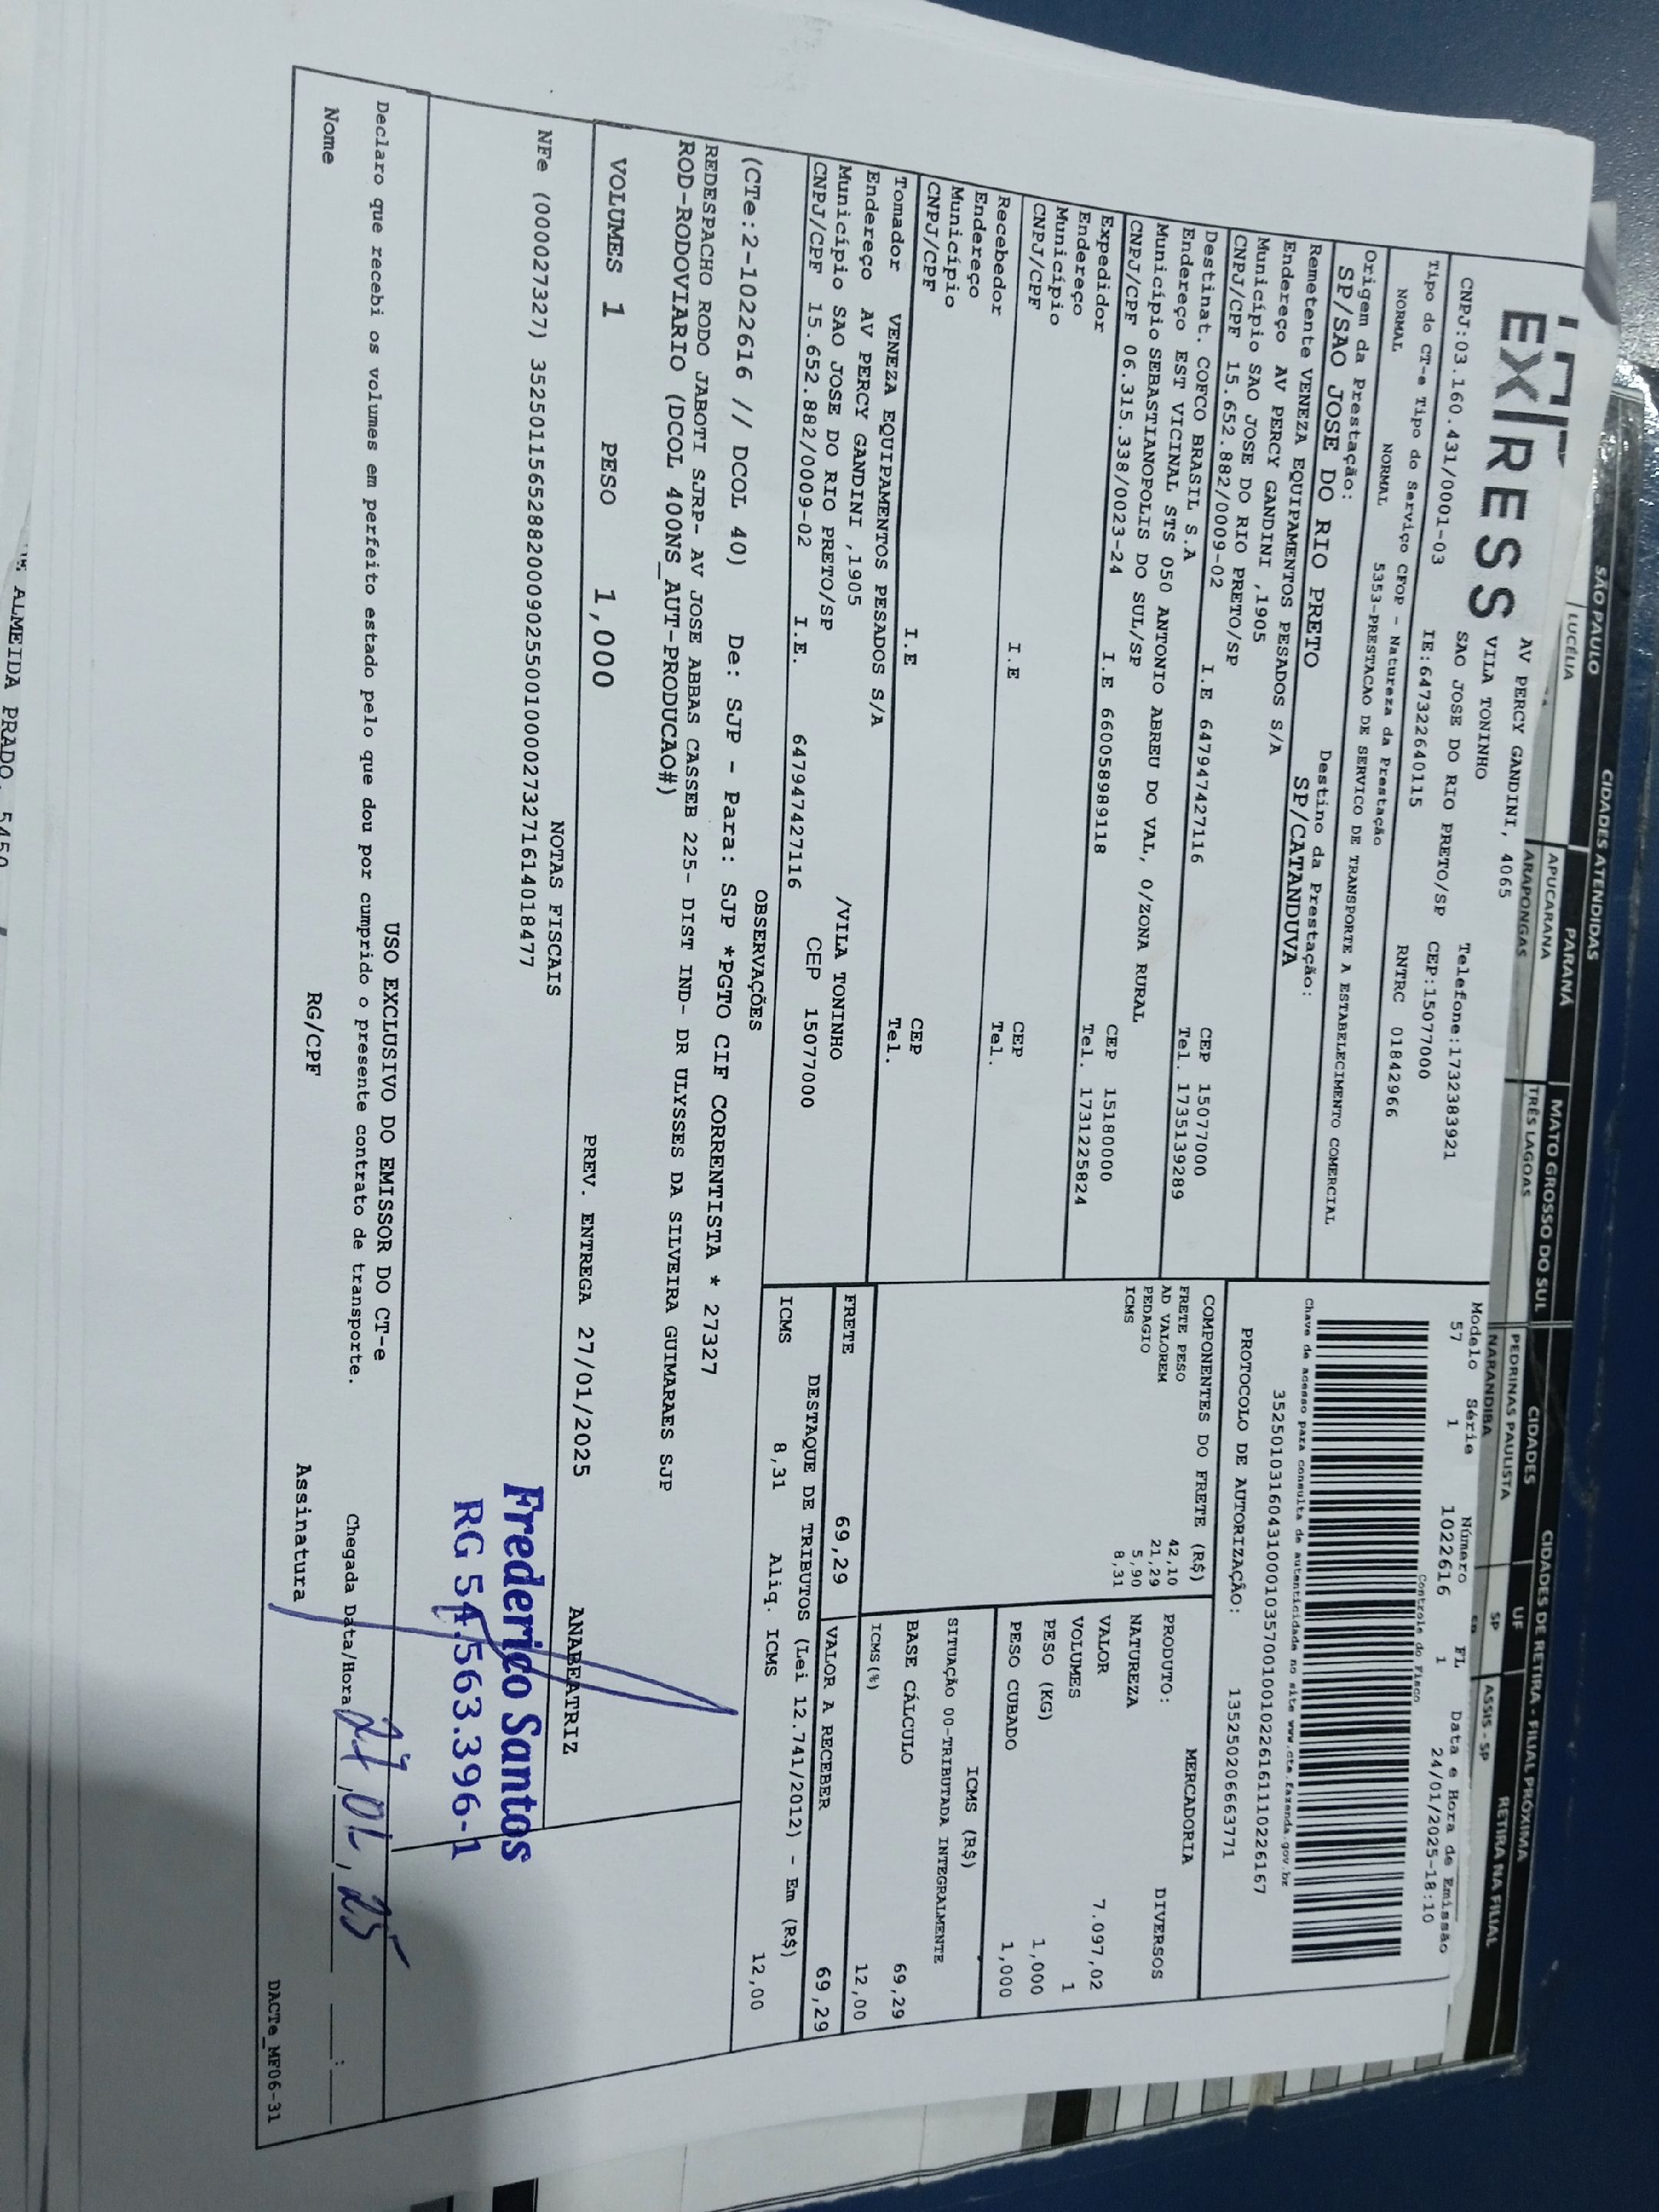 SÃO PAULO
LUCÉLIA
CIDADES ATENDIDAS
PARANÁ
APUCARANA
ARAPONGAS
MATO GROSSO DO SUL
TRÊS LAGOAS
CIDADES
PEDRINAS PAULISTA
NARANDIBA
CIDADES DE RETIRA - FILIAL PRÓXIMA
UF
SP
RETIRA NA FILIAL
ASSIS - SP
EXPRESS
AV PERCY GANDINI, 4065
VILA TONINHO
SAO JOSE DO RIO PRETO/SP
Telefone:1732383921
CNPJ:03.160.431/0001-03
IE:647322640115
CEP:15077000
Tipo do CT-e Tipo do Serviço CFOP - Natureza da Prestação
RNTRC 01842966
NORMAL NORMAL 5353-PRESTACAO DE SERVICO DE TRANSPORTE A ESTABELECIMENTO COMERCIAL
Origem da Prestação:
Destino da Prestação:
SP/SAO JOSE DO RIO PRETO
SP/CATANDUVA
Remetente VENEZA EQUIPAMENTOS PESADOS S/A
Endereço AV PERCY GANDINI ,1905
Município SAO JOSE DO RIO PRETO/SP
CEP 15077000
CNPJ/CPF 15.652.882/0009-02
I.E 647947427116
Tel. 1735139289
Destinat. COFCO BRASIL S.A
Endereço EST VICINAL STS 050 ANTONIO ABREU DO VAL, 0/ZONA RURAL
Município SEBASTIANOPOLIS DO SUL/SP
CEP 15180000
CNPJ/CPF 06.315.338/0023-24
I.E 660058989118
Tel. 1731225824
Expedidor
Endereço
Município
CEP
CNPJ/CPF
I.E
Tel.
Recebedor
Endereço
Município
CEP
CNPJ/CPF
I.E
Tel.
Tomador VENEZA EQUIPAMENTOS PESADOS S/A
Endereço AV PERCY GANDINI ,1905
/VILA TONINHO
Município SAO JOSE DO RIO PRETO/SP
CEP 15077000
CNPJ/CPF 15.652.882/0009-02
I.E. 647947427116
Modelo Série Número FL Data e Hora de Emissão
57 1 1022616 1 24/01/2025-18:10
Controle do Fisco
Chave de acesso para consulta de autenticidade no site www.cte.fazenda.gov.br
35250103160431000103570010010226161110226167
PROTOCOLO DE AUTORIZAÇÃO: 135250206663771
COMPONENTES DO FRETE (R$)
FRETE PESO 42,10
AD VALOREM 21,29
PEDAGIO 5,90
ICMS 8,31
MERCADORIA
PRODUTO: DIVERSOS
NATUREZA
VALOR 7.097,02
VOLUMES 1
PESO (KG) 1,000
PESO CUBADO 1,000
ICMS (R$)
SITUAÇÃO 00-TRIBUTADA INTEGRALMENTE
BASE CÁLCULO 69,29
ICMS(%) 12,00
FRETE 69,29
VALOR A RECEBER 69,29
DESTAQUE DE TRIBUTOS (Lei 12.741/2012) - Em (R$)
ICMS 8,31 Aliq. ICMS 12,00
OBSERVAÇÕES
(CTe:2-1022616 // DCOL 40) De: SJP - Para: SJP *PGTO CIF CORRENTISTA * 27327
REDESPACHO RODO JABOTI SJRP- AV JOSE ABBAS CASSEB 225- DIST IND- DR ULYSSES DA SILVEIRA GUIMARAES SJP
ROD-RODOVIARIO (DCOL 400NS_AUT-PRODUCAO#)
VOLUMES 1 PESO 1,000 PREV. ENTREGA 27/01/2025 ANABEATRIZ
NOTAS FISCAIS
NFe (000027327) 35250115652882000902550010000273271614018477
Frederico Santos
RG 54.563.396-1
USO EXCLUSIVO DO EMISSOR DO CT-e
Declaro que recebi os volumes em perfeito estado pelo que dou por cumprido o presente contrato de transporte.
Chegada Data/Hora 27,01,25 :
Nome RG/CPF Assinatura
DACTe_MF06-31
ALMEIDA PRADO, 5450